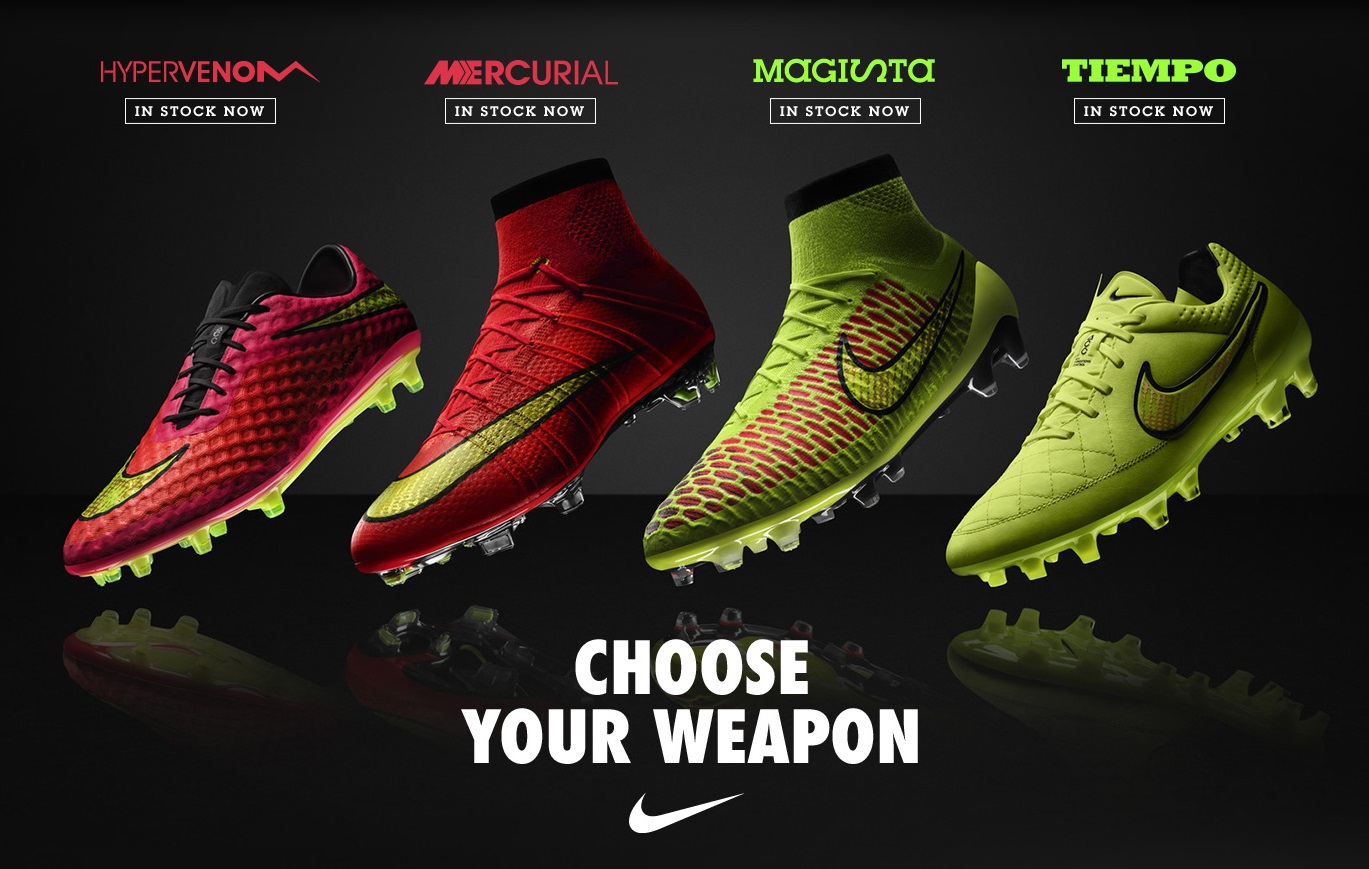 HYPERVENOM
IN STOCK NOW
MERCURIAL
IN STOCK NOW
MAGISTA
IN STOCK NOW
TIEMPO
IN STOCK NOW
CHOOSE
YOUR WEAPON